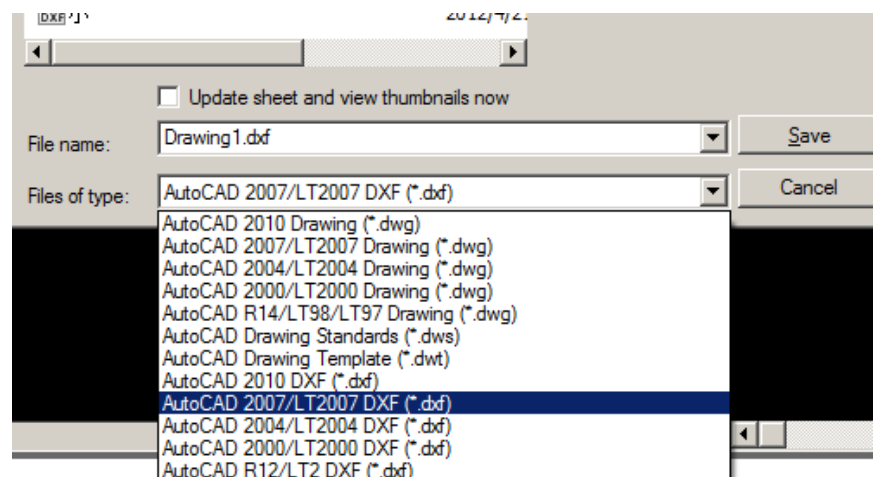 DXF 小
Update sheet and view thumbnails now
File name: Drawing1.dxf Save
Files of type: AutoCAD 2007/LT2007 DXF (*.dxf) Cancel
AutoCAD 2010 Drawing (*.dwg)
AutoCAD 2007/LT2007 Drawing (*.dwg)
AutoCAD 2004/LT2004 Drawing (*.dwg)
AutoCAD 2000/LT2000 Drawing (*.dwg)
AutoCAD R14/LT98/LT97 Drawing (*.dwg)
AutoCAD Drawing Standards (*.dws)
AutoCAD Drawing Template (*.dwt)
AutoCAD 2010 DXF (*.dxf)
AutoCAD 2007/LT2007 DXF (*.dxf)
AutoCAD 2004/LT2004 DXF (*.dxf)
AutoCAD 2000/LT2000 DXF (*.dxf)
AutoCAD R12/LT2 DXF (*.dxf)